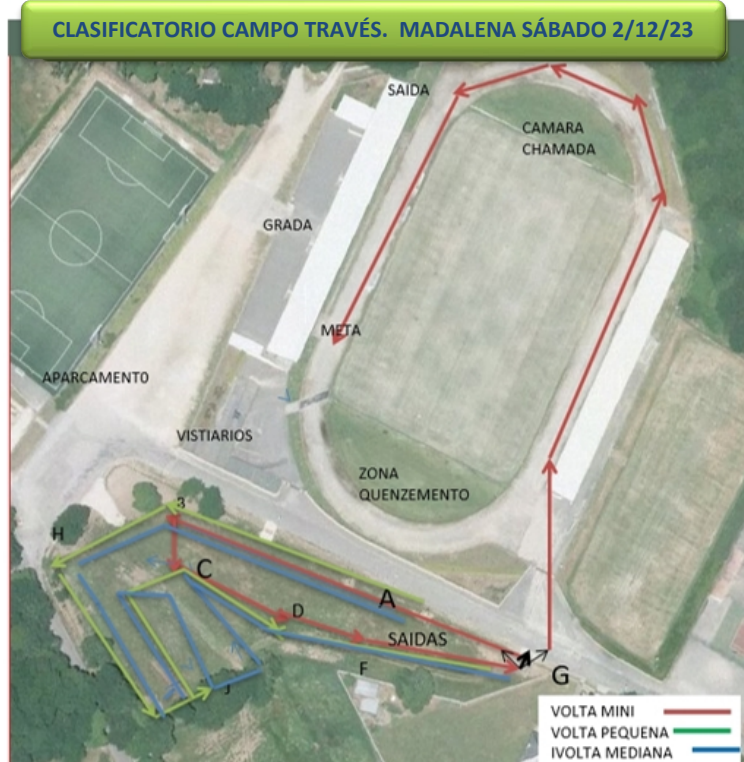 CLASIFICATORIO CAMPO TRAVÉS. MADALENA SÁBADO 2/12/23
SAIDA
CAMARA
CHAMADA
GRADA
META
APARCAMENT0
VISTIARIOS
ZONA
QUENZEMENTO
3
H
C
A
D
SAIDAS
F
G
J
VOLTA MINI
VOLTA PEQUENA
IVOLTA MEDIANA